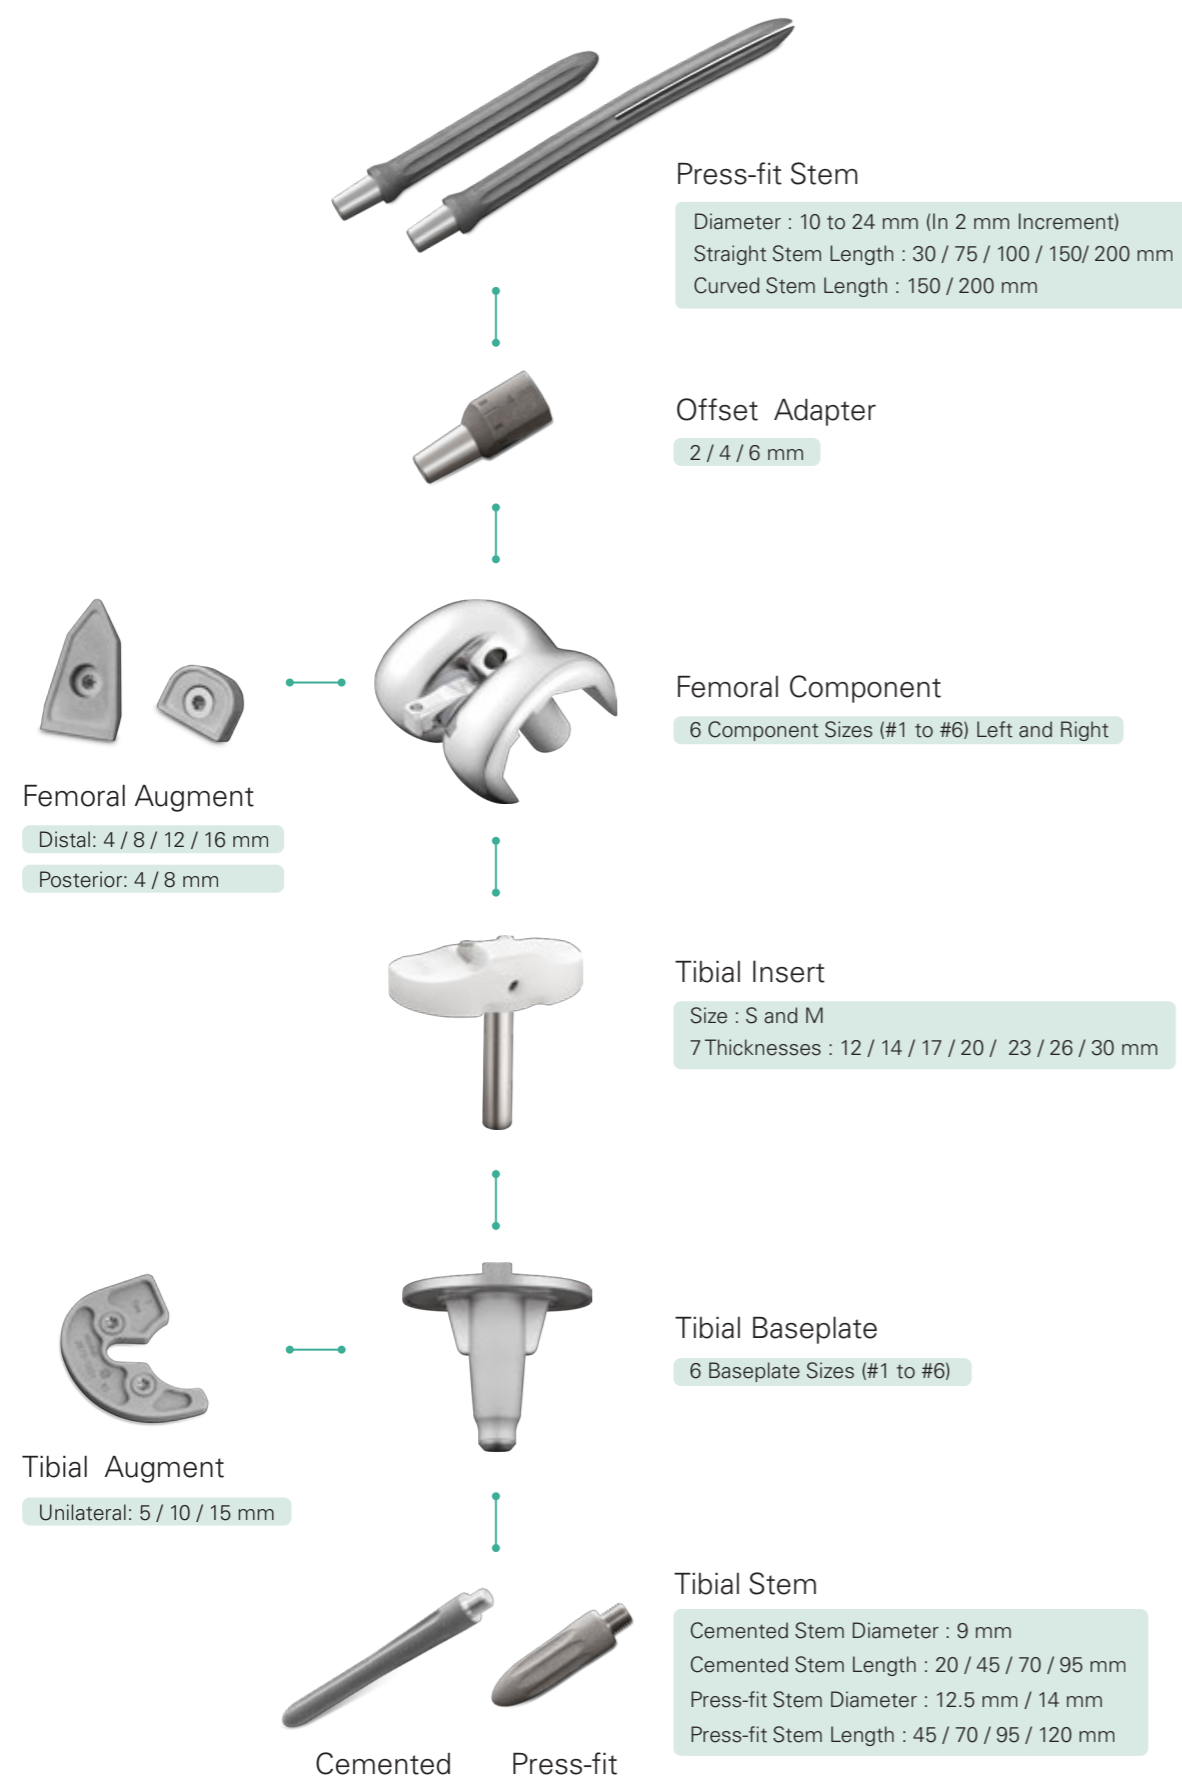 Press-fit Stem
Diameter : 10 to 24 mm (In 2 mm Increment)
Straight Stem Length : 30 / 75 / 100 / 150/ 200 mm
Curved Stem Length : 150 / 200 mm
Offset Adapter
2 / 4 / 6 mm
Femoral Component
6 Component Sizes (#1 to #6) Left and Right
Femoral Augment
Distal: 4 / 8 / 12 / 16 mm
Posterior: 4 / 8 mm
Tibial Insert
Size : S and M
7 Thicknesses : 12 / 14 / 17 / 20 / 23 / 26 / 30 mm
Tibial Baseplate
6 Baseplate Sizes (#1 to #6)
Tibial Augment
Unilateral: 5 / 10 / 15 mm
Tibial Stem
Cemented Stem Diameter : 9 mm
Cemented Stem Length : 20 / 45 / 70 / 95 mm
Press-fit Stem Diameter : 12.5 mm / 14 mm
Press-fit Stem Length : 45 / 70 / 95 / 120 mm
Cemented
Press-fit